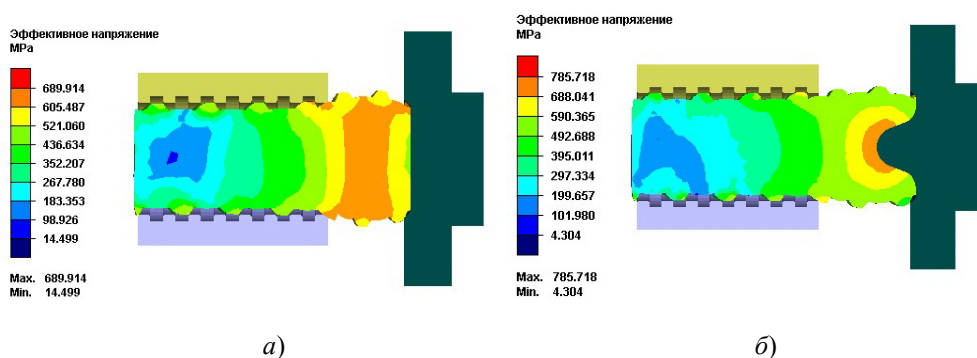 Эффективное напряжение
MPa
689.914
605.487
521.060
436.634
352.207
267.780
183.353
98.926
14.499
Max. 689.914
Min. 14.499
а)
Эффективное напряжение
MPa
785.718
688.041
590.365
492.688
395.011
297.334
199.657
101.980
4.304
Max. 785.718
Min. 4.304
б)